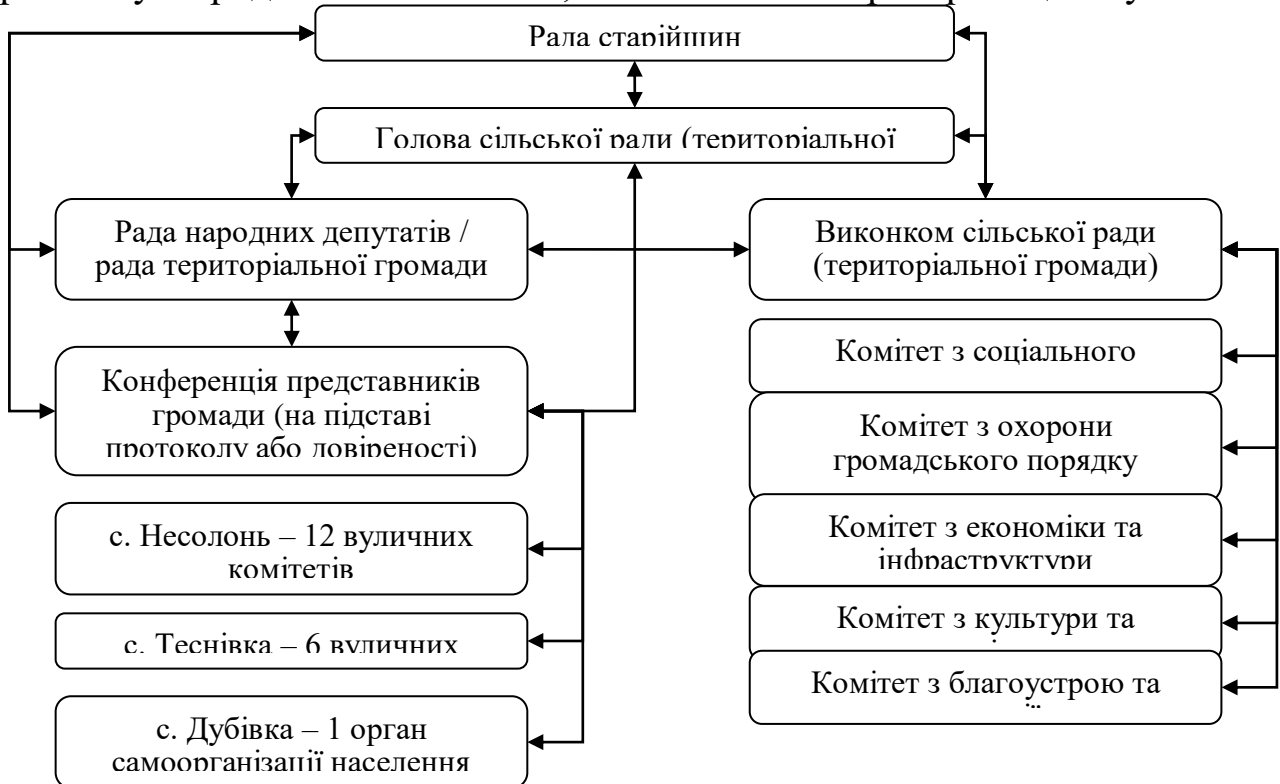 Рада старійшин
Голова сільської ради (територіальної
Рада народних депутатів /
рада територіальної громади
Виконком сільської ради
(територіальної громади)
Конференція представників
громади (на підставі
протоколу або довіреності)
с. Несолонь – 12 вуличних
комітетів
с. Теснівка – 6 вуличних
с. Дубівка – 1 орган
самоорганізації населення
Комітет з соціального
Комітет з охорони
громадського порядку
Комітет з економіки та
інфраструктури
Комітет з культури та
Комітет з благоустрою та